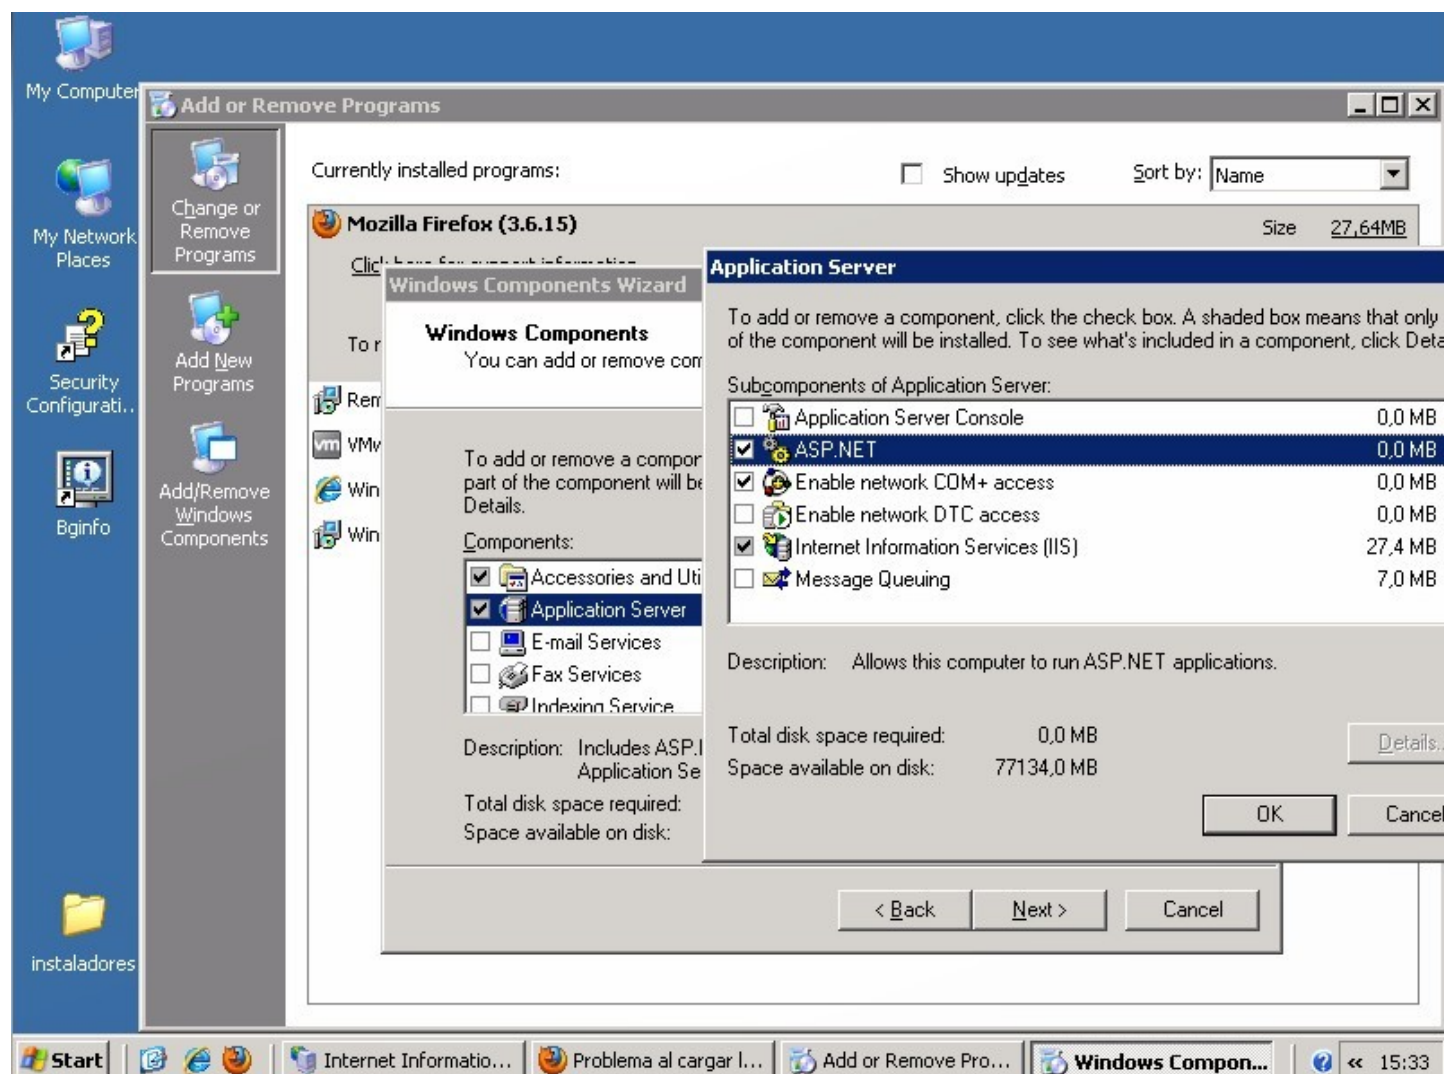 My Computer
My Network
Places
Security
Configurati..
Bginfo
instaladores
Add or Remove Programs
Change or
Remove
Programs
Add New
Programs
Add/Remove
Windows
Components
Currently installed programs:
Show updates
Sort by: Name
Mozilla Firefox (3.6.15)
Size 27,64MB
Click here for support information
To r
Rem
VMw
Win
Win
Windows Components Wizard
Windows Components
You can add or remove com
To add or remove a compor
part of the component will be
Details.
Components:
Accessories and Uti
Application Server
E-mail Services
Fax Services
Indexing Service
Description: Includes ASP.
Application Se
Total disk space required:
Space available on disk:
< Back
Next >
Cancel
Application Server
To add or remove a component, click the check box. A shaded box means that only
of the component will be installed. To see what's included in a component, click Deta
Subcomponents of Application Server:
Application Server Console 0,0 MB
ASP.NET 0,0 MB
Enable network COM+ access 0,0 MB
Enable network DTC access 0,0 MB
Internet Information Services (IIS) 27,4 MB
Message Queuing 7,0 MB
Description: Allows this computer to run ASP.NET applications.
Total disk space required: 0,0 MB
Space available on disk: 77134,0 MB
Details..
OK
Cancel
Start
Internet Informatio...
Problema al cargar l...
Add or Remove Pro...
Windows Compon...
« 15:33